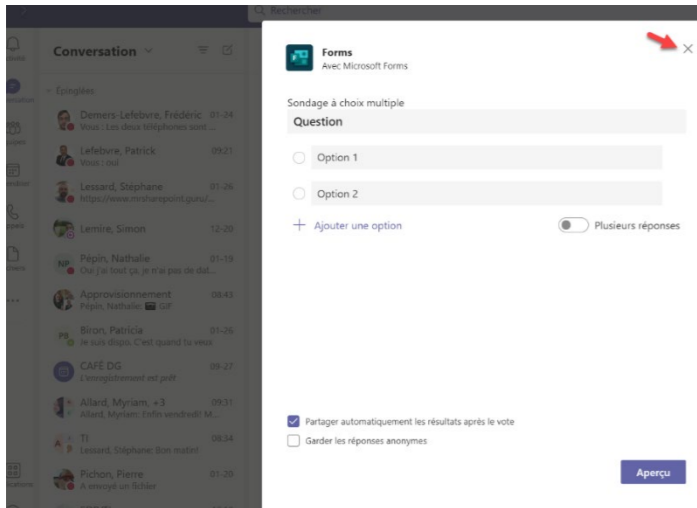 Rechercher
Conversation
Épinglées
Demers-Lefebvre, Frédéric 01-24
Vous : Les deux téléphones sont ...
Lefebvre, Patrick 09:21
Vous : oui
Lessard, Stéphane 01-26
https://www.mrsharepoint.guru/...
Lemire, Simon 12-20
NP Pépin, Nathalie 01-19
Oui j'ai tout ça, je n'ai pas de dat...
Approvisionnement 08:43
Pépin, Nathalie: GIF
PB Biron, Patricia 01-26
Je suis dispo. C'est quand tu veux
CAFÉ DG 09-27
L'enregistrement est prêt
Allard, Myriam, +3 09:31
Allard, Myriam: Enfin vendredi! M...
TI 08:34
Lessard, Stéphane: Bon matin!
Pichon, Pierre 01-20
A envoyé un fichier
Forms
Avec Microsoft Forms
Sondage à choix multiple
Question
Option 1
Option 2
Ajouter une option Plusieurs réponses
Partager automatiquement les résultats après le vote
Garder les réponses anonymes
Aperçu